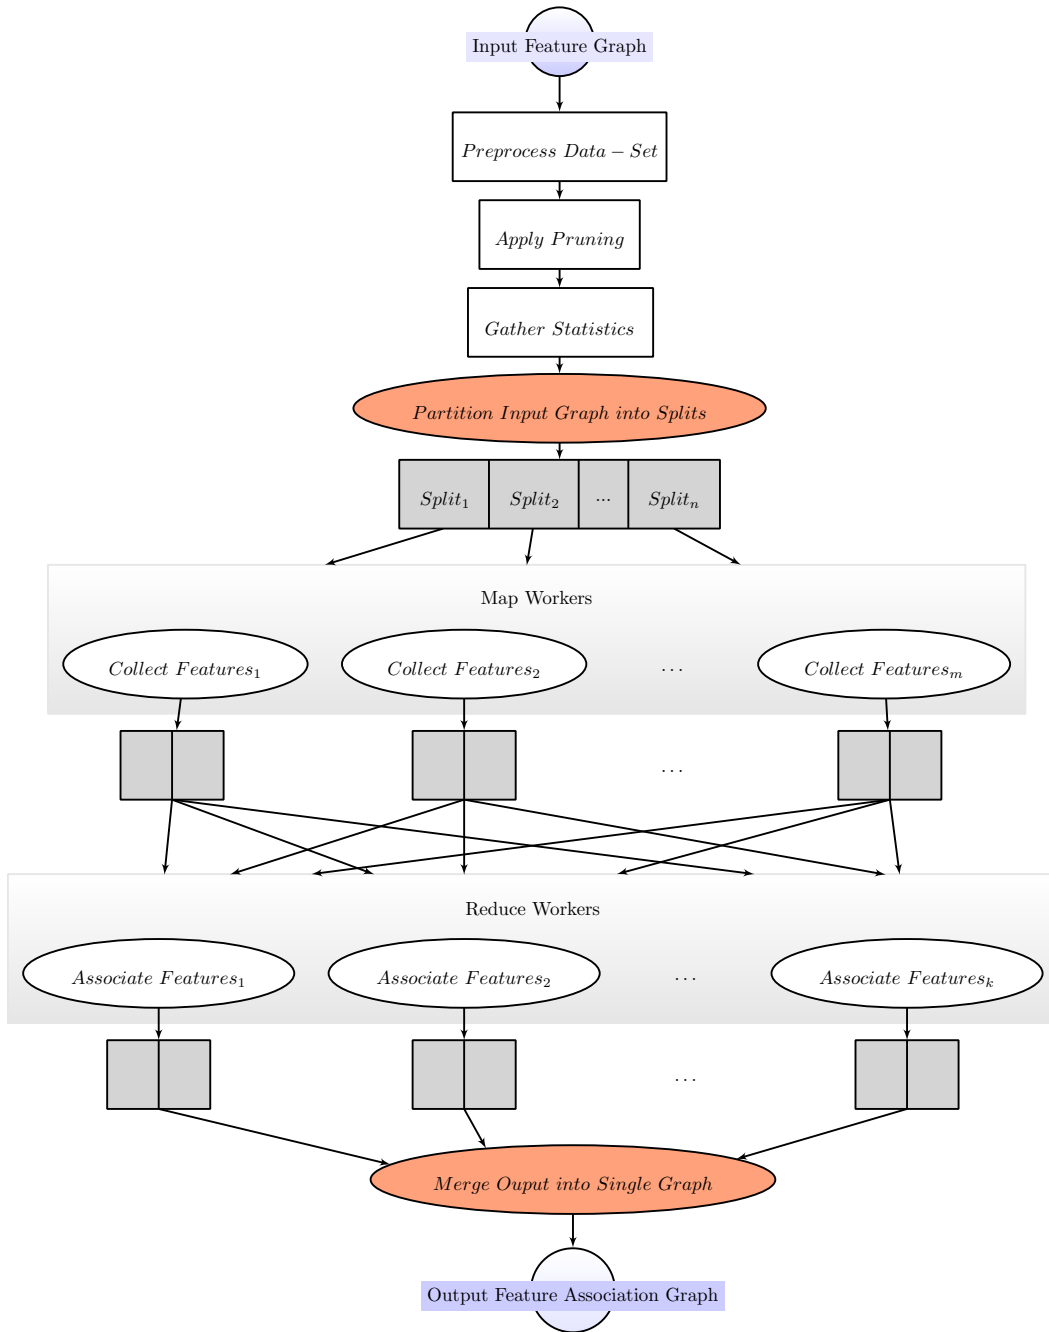 Input Feature Graph
Preprocess Data − Set
Apply Pruning
Gather Statistics
Partition Input Graph into Splits
Split₁ Split₂ ... Splitₙ
Map Workers
Collect Features₁ Collect Features₂ ... Collect Featuresₘ
...
Reduce Workers
Associate Features₁ Associate Features₂ ... Associate Featuresₖ
...
Merge Ouput into Single Graph
Output Feature Association Graph